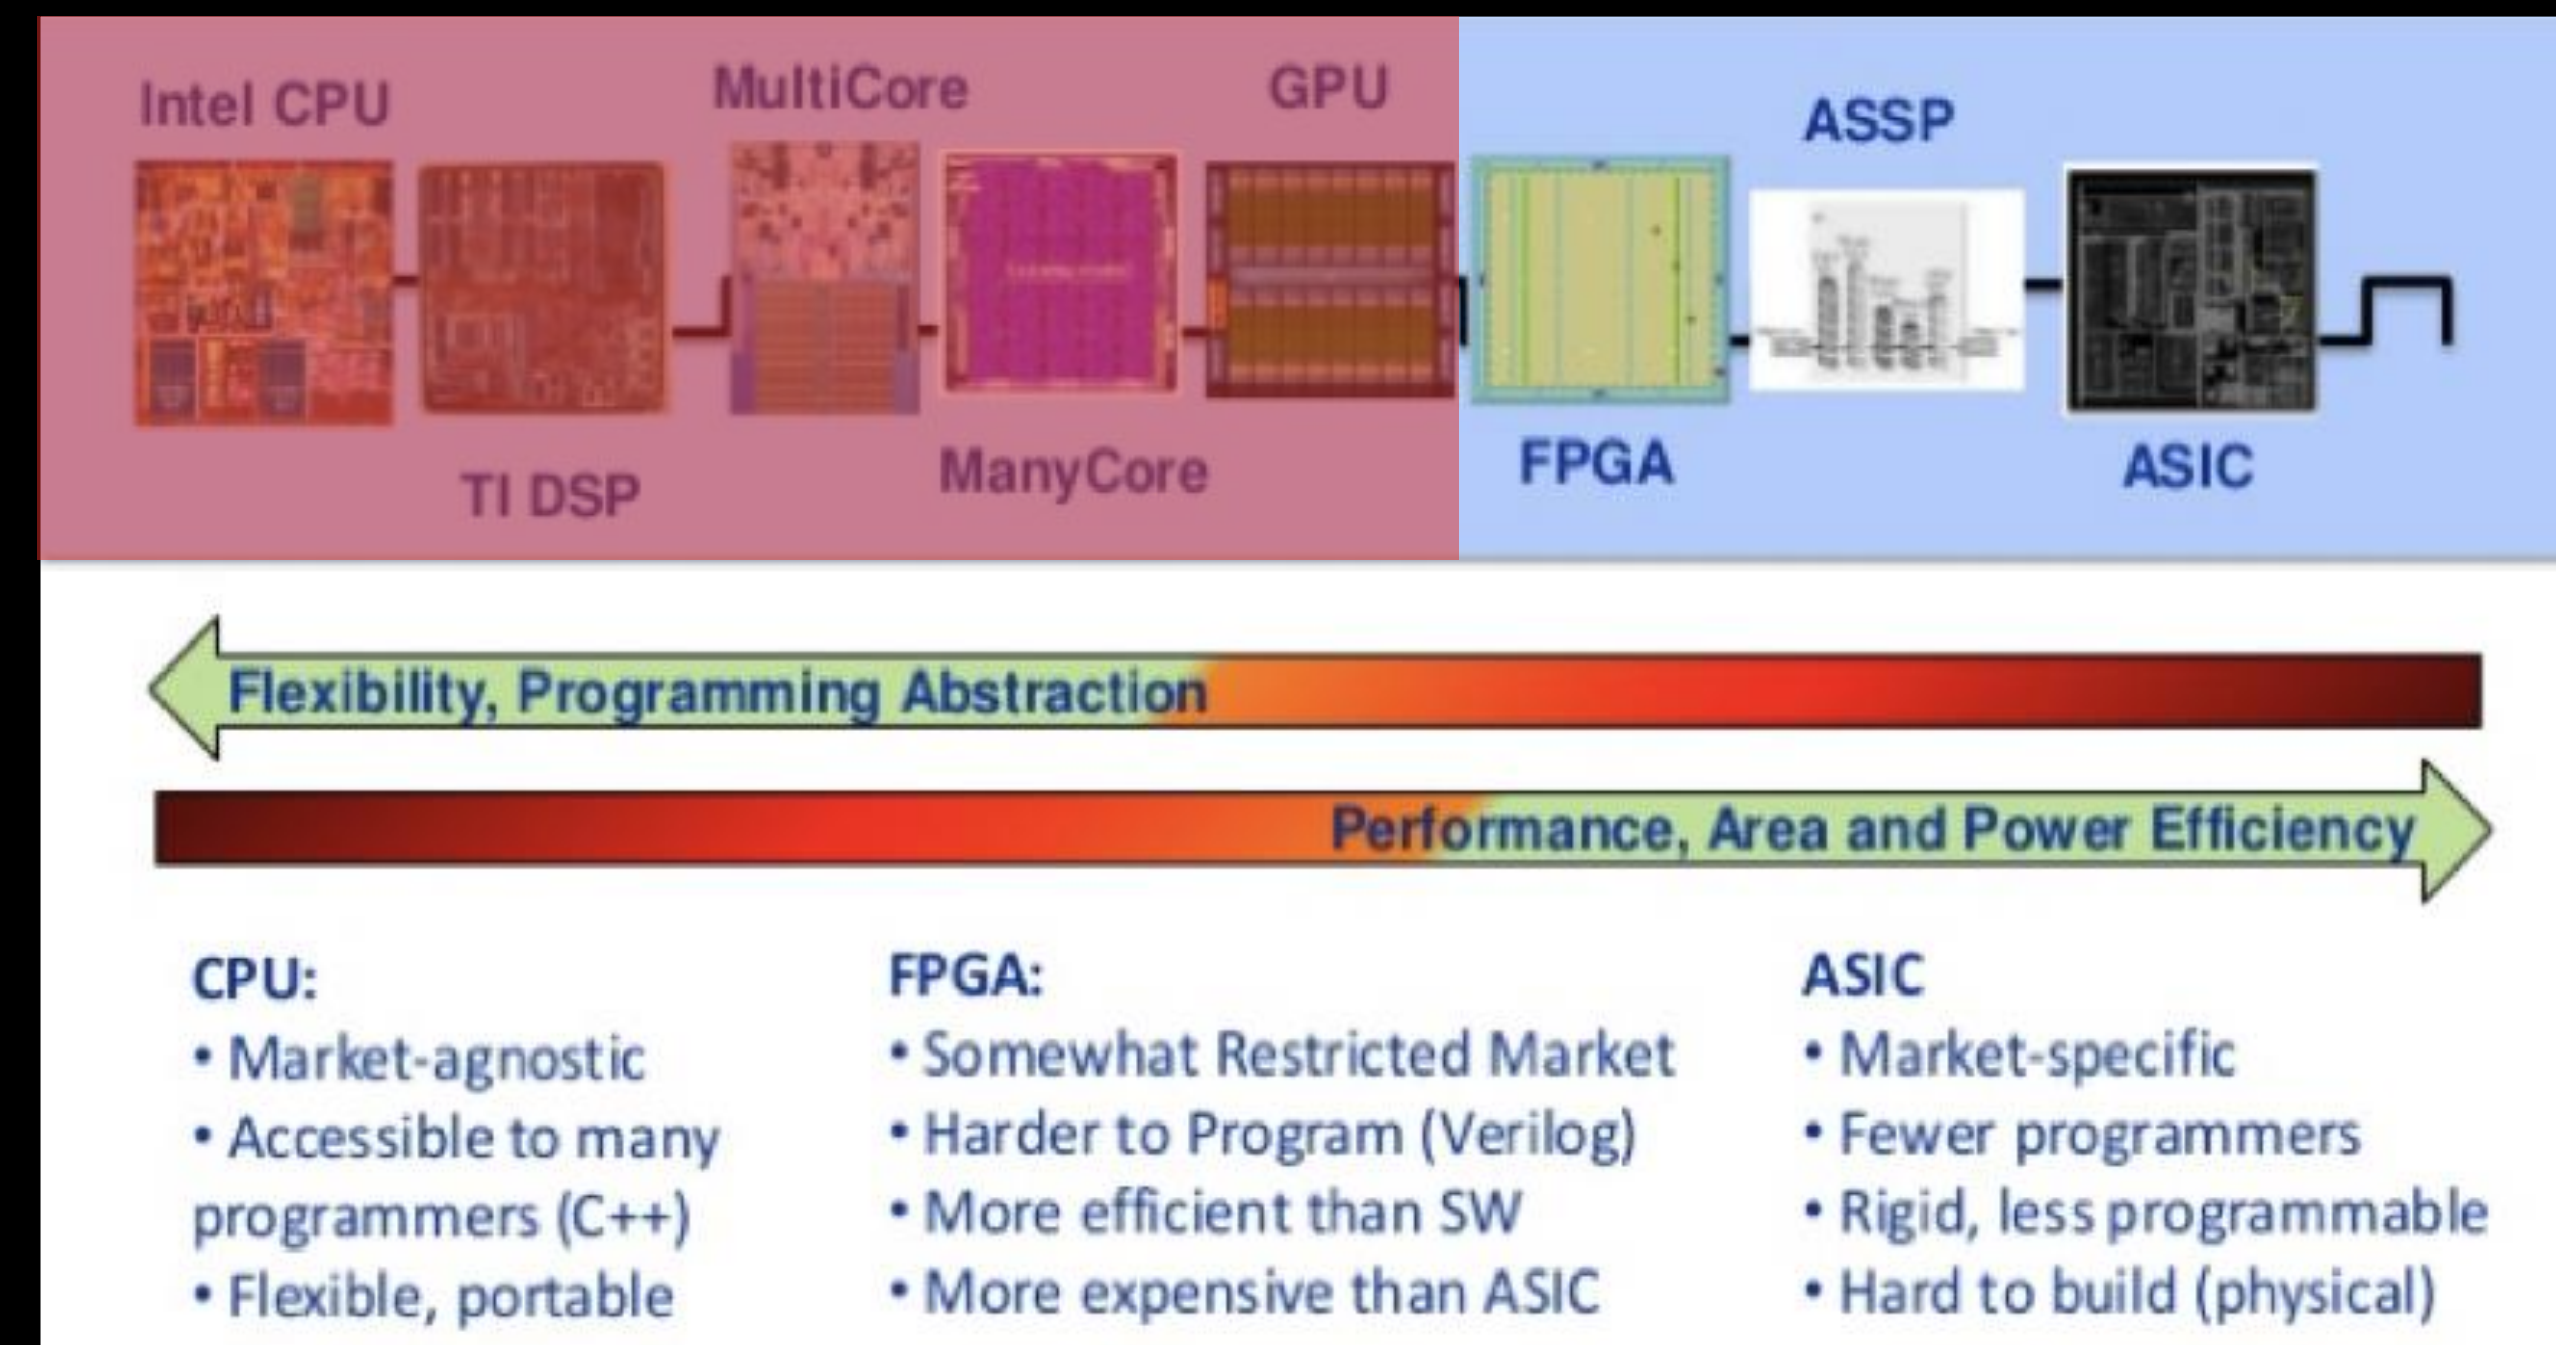 Intel CPU
MultiCore
GPU
ASSP
TI DSP
ManyCore
FPGA
ASIC
Flexibility, Programming Abstraction
Performance, Area and Power Efficiency
CPU:
• Market-agnostic
• Accessible to many
programmers (C++)
• Flexible, portable
FPGA:
• Somewhat Restricted Market
• Harder to Program (Verilog)
• More efficient than SW
• More expensive than ASIC
ASIC
• Market-specific
• Fewer programmers
• Rigid, less programmable
• Hard to build (physical)